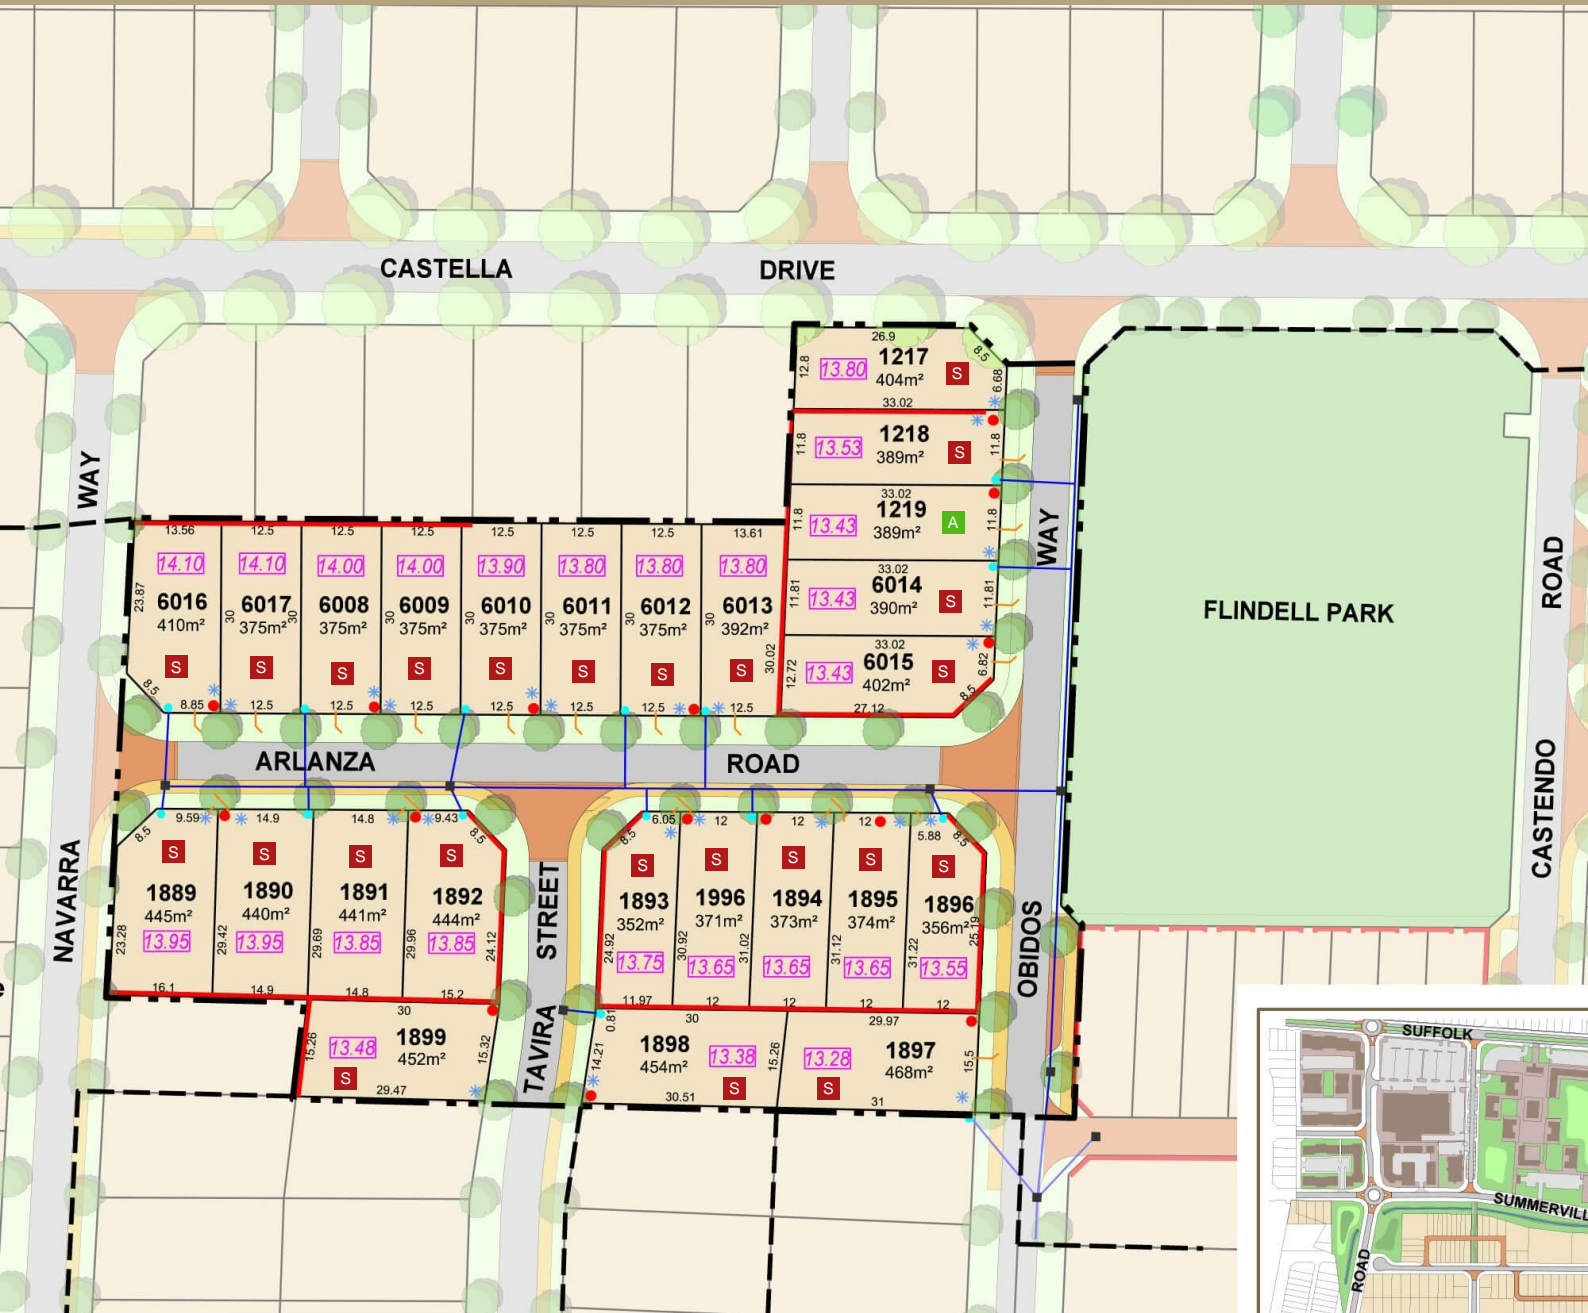 CASTELLA DRIVE
26.9
8.5
12.8
13.80
1217
404m²
S
6.68
33.02
11.8
13.53
1218
389m²
S
11.8
33.02
11.8
13.43
1219
389m²
A
11.8
33.02
11.81
13.43
6014
390m²
S
11.81
33.02
12.72
13.43
6015
402m²
S
6.82
8.5
27.12
WAY
WAY
ROAD
FLINDELL PARK
13.56
12.5
12.5
12.5
12.5
12.5
12.5
13.61
14.10
14.10
14.00
14.00
13.90
13.80
13.80
13.80
23.87
6016
410m²
30
6017
375m²
30
6008
375m²
30
6009
375m²
30
6010
375m²
30
6011
375m²
30
6012
375m²
30
6013
392m²
30.02
S
S
S
S
S
S
S
S
8.5
8.85
12.5
12.5
12.5
12.5
12.5
12.5
12.5
ARLANZA ROAD
NAVARRA
STREET
TAVIRA
OBIDOS
CASTENDO
8.5
9.59
14.9
14.8
9.43
8.5
S
S
S
S
1889
445m²
13.95
1890
440m²
13.95
1891
441m²
13.85
1892
444m²
13.85
23.28
29.42
29.69
29.96
24.12
16.1
14.9
14.8
15.2
8.5
6.05
12
12
12
5.88
8.5
S
S
S
S
S
1893
352m²
13.75
1996
371m²
13.65
1894
373m²
13.65
1895
374m²
13.65
1896
356m²
13.55
24.92
30.92
31.02
31.12
31.22
25.19
11.97
12
12
12
12
30
15.26
13.48
1899
452m²
15.32
S
29.47
0.81
30
14.21
1898
454m²
13.38
15.26
S
30.51
29.97
13.28
1897
468m²
15.5
S
31
SUFFOLK
SUMMERVILL
ROAD